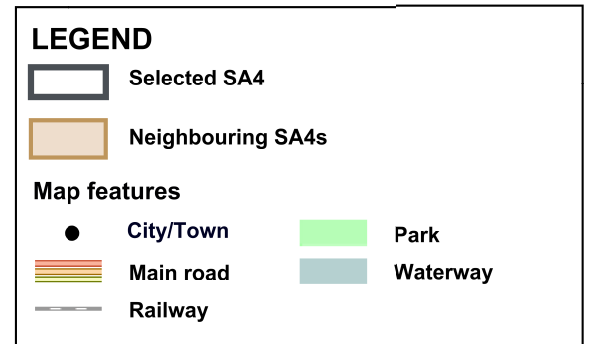 LEGEND
Selected SA4
Neighbouring SA4s
Map features
City/Town
Park
Main road
Waterway
Railway